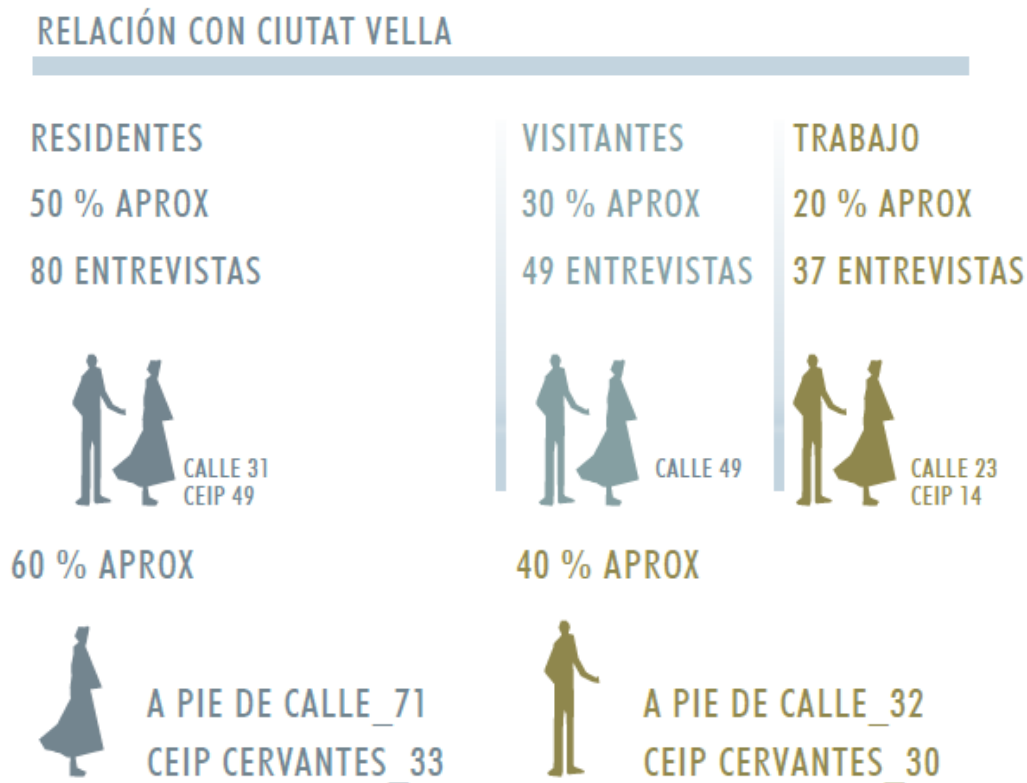 RELACIÓN CON CIUTAT VELLA
RESIDENTES
50 % APROX
80 ENTREVISTAS
CALLE 31
CEIP 49
VISITANTES
30 % APROX
49 ENTREVISTAS
CALLE 49
TRABAJO
20 % APROX
37 ENTREVISTAS
CALLE 23
CEIP 14
60 % APROX
A PIE DE CALLE_71
CEIP CERVANTES_33
40 % APROX
A PIE DE CALLE_32
CEIP CERVANTES_30